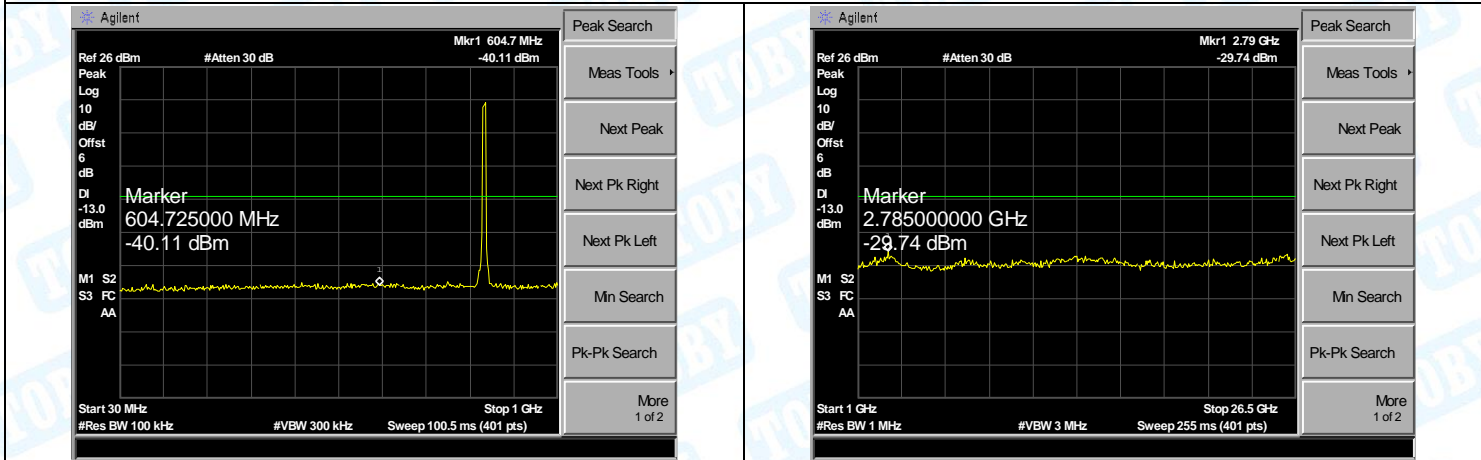 Agilent
Peak Search
Mkr1 604.7 MHz
Ref 26 dBm #Atten 30 dB -40.11 dBm
Peak
Log
10
dB/
Offst
6
dB
DI
-13.0
dBm
Marker
604.725000 MHz
-40.11 dBm
1
M1 S2
S3 FC
AA
Start 30 MHz Stop 1 GHz
#Res BW 100 kHz #VBW 300 kHz Sweep 100.5 ms (401 pts)
Meas Tools
Next Peak
Next Pk Right
Next Pk Left
Min Search
Pk-Pk Search
More
1 of 2
Agilent
Peak Search
Mkr1 2.79 GHz
Ref 26 dBm #Atten 30 dB -29.74 dBm
Peak
Log
10
dB/
Offst
6
dB
DI
-13.0
dBm
Marker
2.785000000 GHz
-29.74 dBm
M1 S2
S3 FC
AA
Start 1 GHz Stop 26.5 GHz
#Res BW 1 MHz #VBW 3 MHz Sweep 255 ms (401 pts)
Meas Tools
Next Peak
Next Pk Right
Next Pk Left
Min Search
Pk-Pk Search
More
1 of 2
TOBY